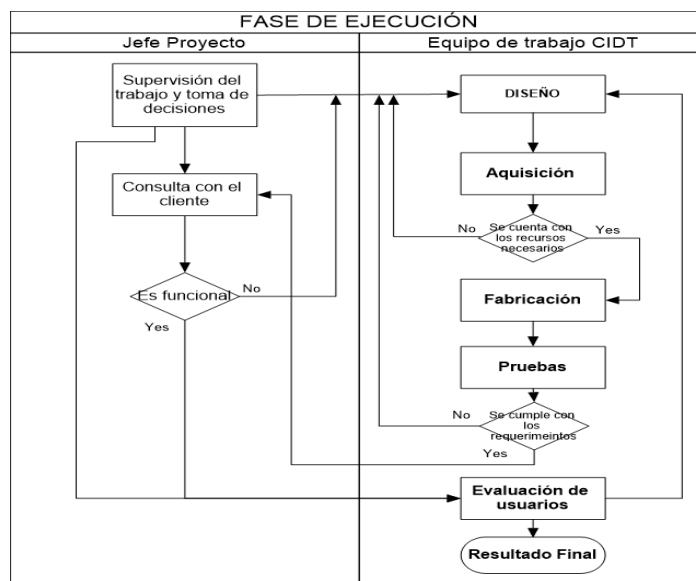 FASE DE EJECUCIÓN
Jefe Proyecto
Equipo de trabajo CIDT
Supervisión del
trabajo y toma de
decisiones
DISEÑO
Aquisición
Consulta con el
cliente
No
Se cuenta con
los recursos
necesarios
Yes
Es funcional
No
Yes
Fabricación
Pruebas
No
Se cumple con
los
requerimeintos
Yes
Evaluación de
usuarios
Resultado Final